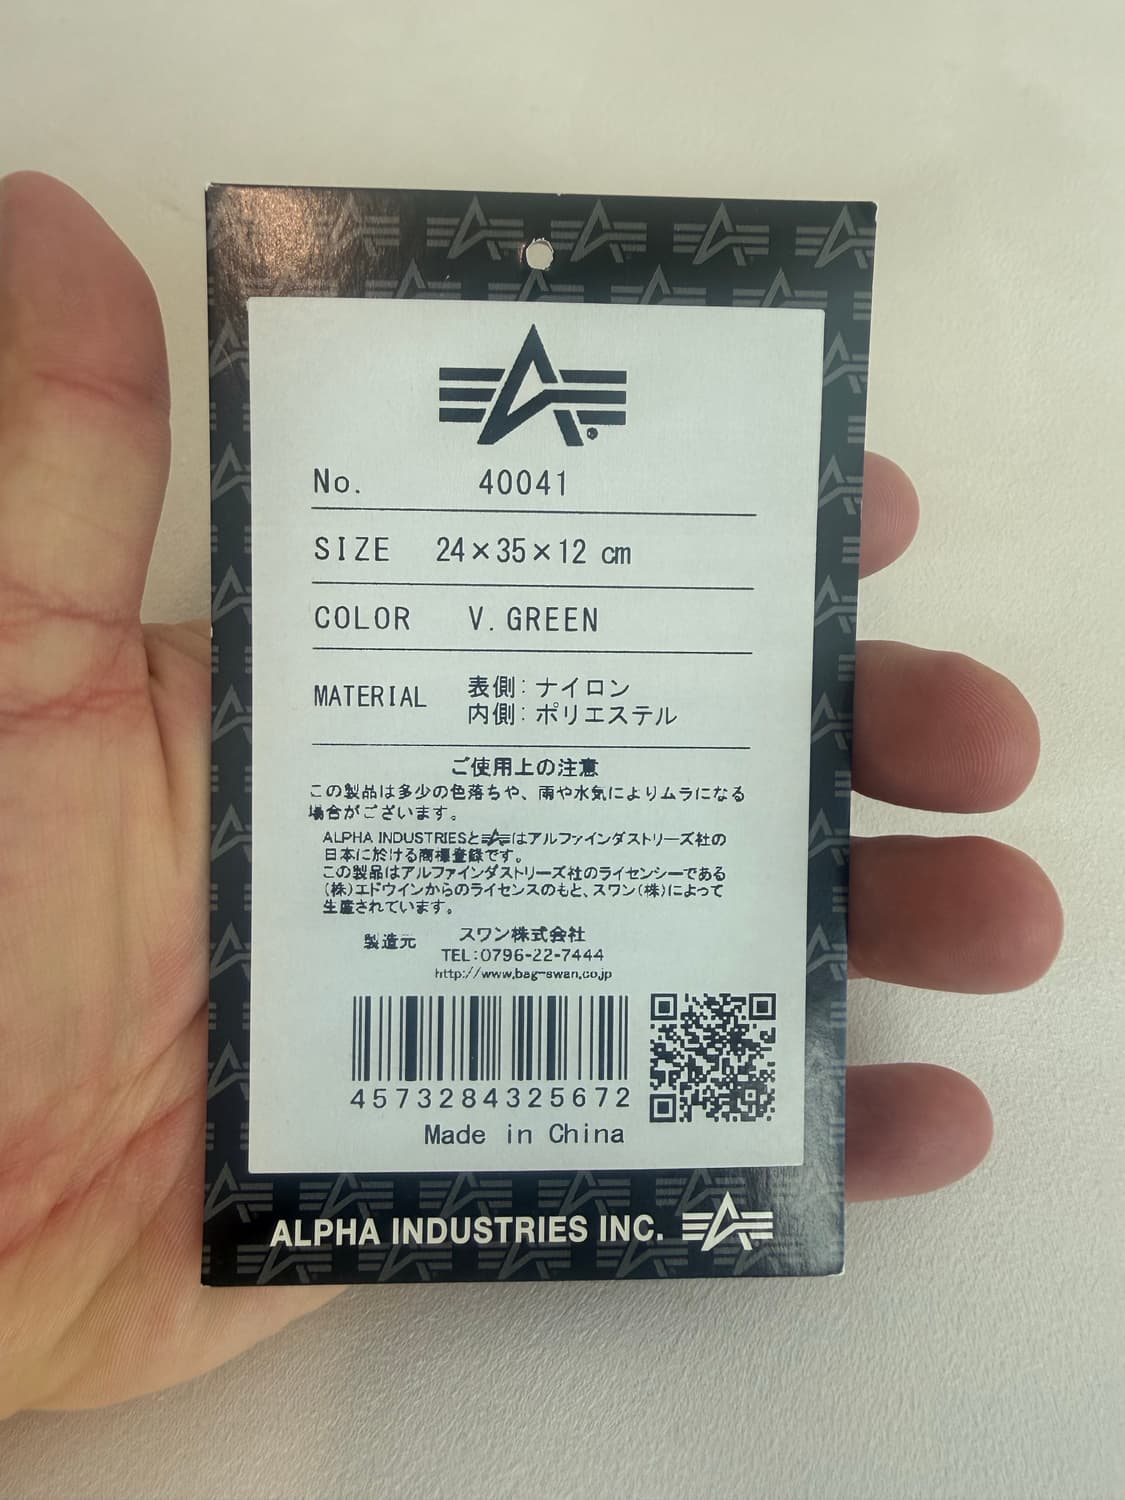 No. 40041
SIZE 24×35×12 cm
COLOR V.GREEN
MATERIAL 表側:ナイロン
内側:ポリエステル
ご使用上の注意
この製品は多少の色落ちや、雨や水気によりムラになる
場合がございます。
ALPHA INDUSTRIESとはアルファインダストリーズ社の
日本に於ける商標登録です。
この製品はアルファインダストリーズ社のライセンシーである
(株)エドウインからのライセンスのもと、スワン(株)によって
生産されています。
製造元 スワン株式会社
TEL:0796-22-7444
http://www.bag-swan.co.jp
4573284325672
Made in China
ALPHA INDUSTRIES INC.